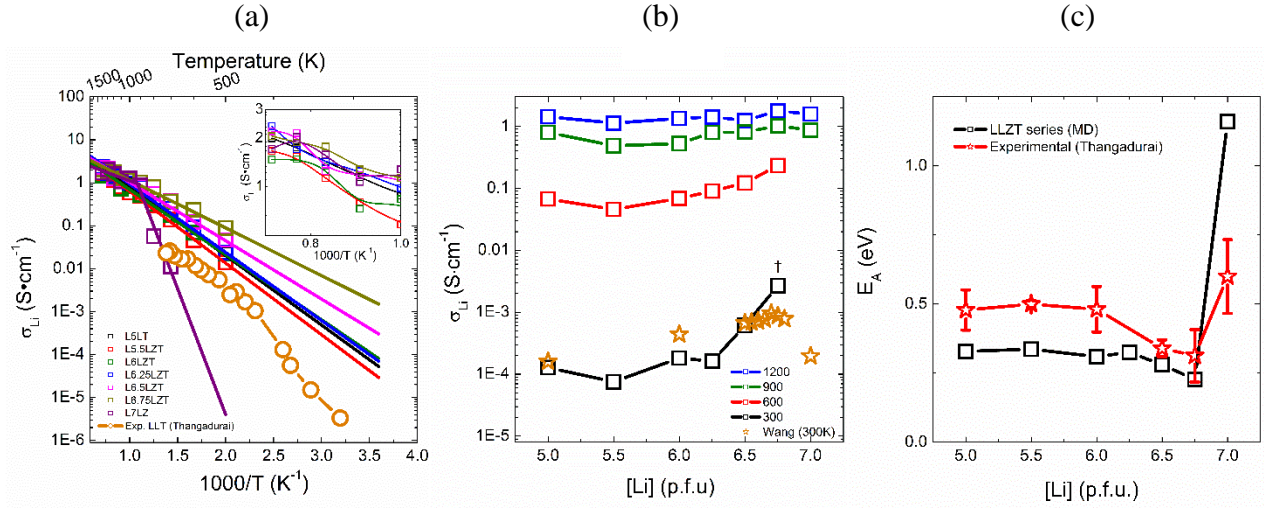 (a)
(b)
(c)
Temperature (K)
1500
1000
500
100
10
1
0.1
0.01
1E-3
1E-4
1E-5
1E-6
σLi (S•cm-1)
3
2
1
σL (S•cm-1)
0.8
1.0
1000/T (K-1)
L5LT
L5.5LZT
L6LZT
L6.25LZT
L6.5LZT
L6.75LZT
L7LZ
Exp. LLT (Thangadurai)
1.0
1.5
2.0
2.5
3.0
3.5
4.0
1000/T (K-1)
1
0.1
0.01
1E-3
1E-4
1E-5
σLi (S·cm-1)
†
1200
900
600
300
Wang (300K)
5.0
5.5
6.0
6.5
7.0
[Li] (p.f.u)
LLZT series (MD)
Experimental (Thangadurai)
1.0
0.5
0.0
EA (eV)
5.0
5.5
6.0
6.5
7.0
[Li] (p.f.u.)